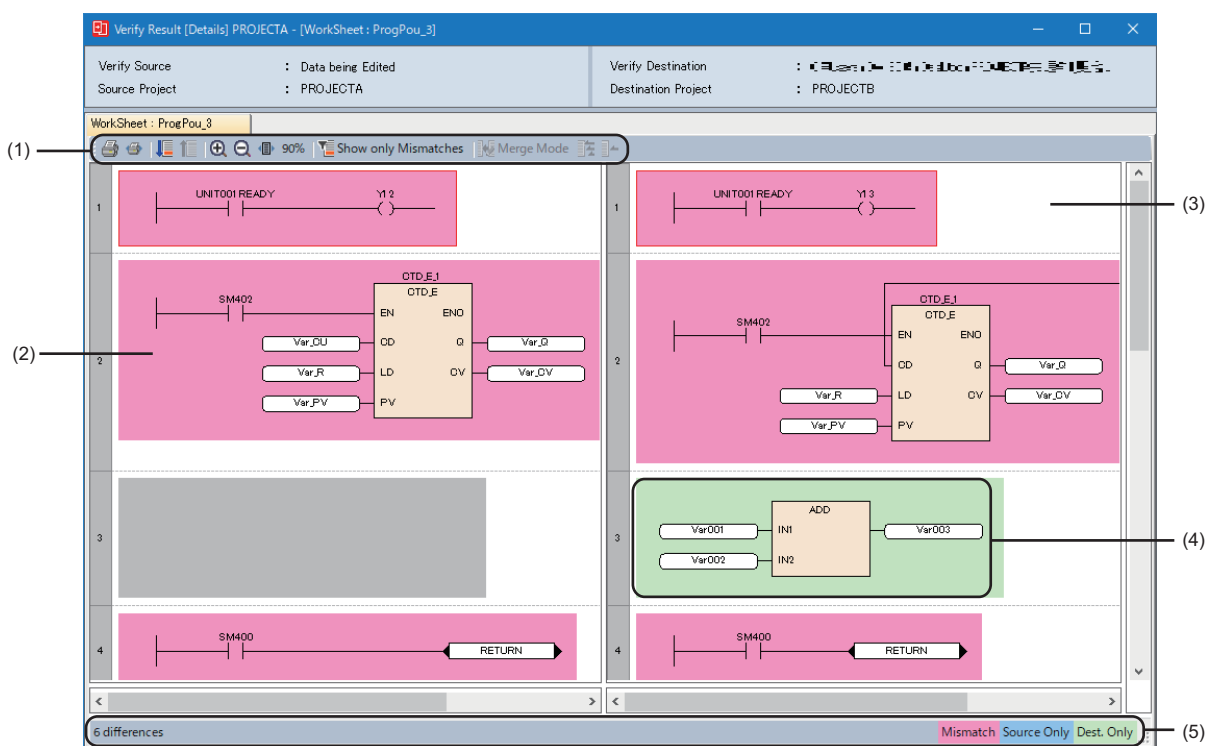 Verify Result [Details] PROJECTA - [WorkSheet : ProgPou_3]
Verify Source : Data being Edited
Verify Destination :
Source Project : PROJECTA
Destination Project : PROJECTB
WorkSheet : ProgPou_3
(1)
90% Show only Mismatches Merge Mode
1
UNIT001 READY Y12
1
UNIT001 READY Y13
(3)
(2)
2
CTD_E_1
CTD_E
SM402
EN ENO
Var_CU CD Q Var_Q
Var_R LD CV Var_CV
Var_PV PV
2
CTD_E_1
CTD_E
SM402
EN ENO
CD Q Var_Q
Var_R LD CV Var_CV
Var_PV PV
3
3
ADD
Var001 IN1 Var003
Var002 IN2
(4)
4
SM400
RETURN
4
SM400
RETURN
6 differences
Mismatch Source Only Dest. Only
(5)